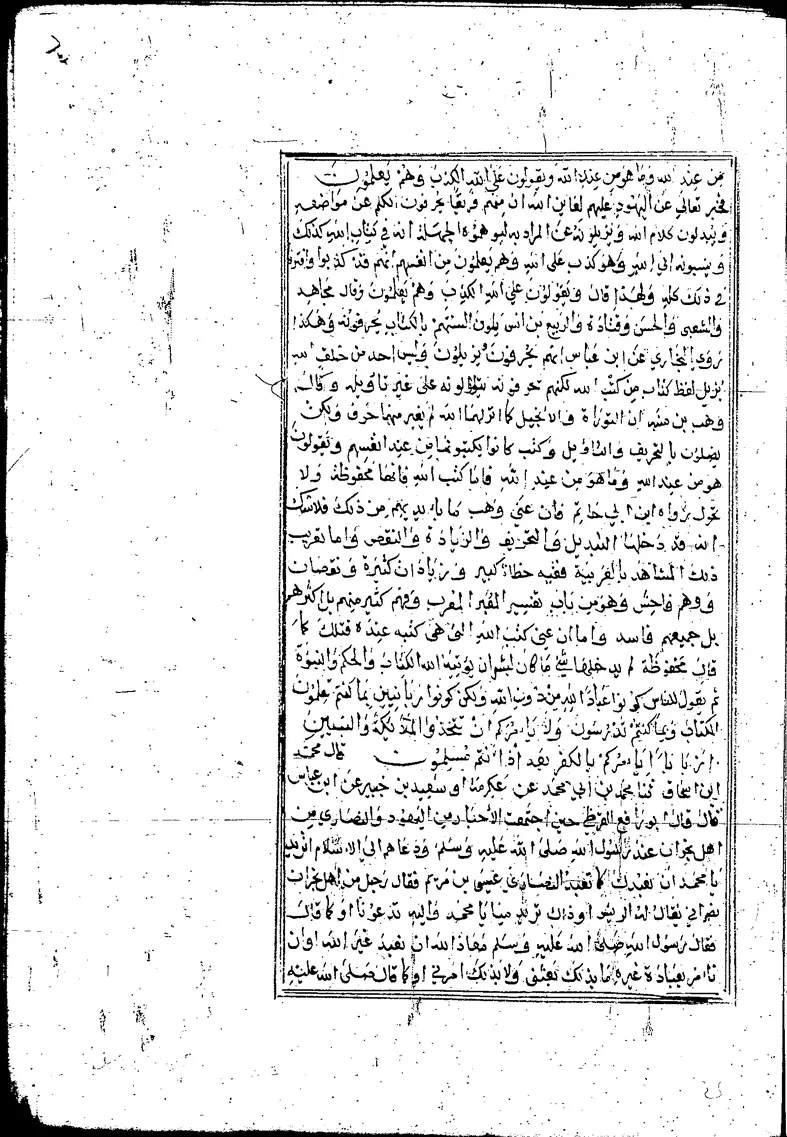 من عند الله وما هو من عند الله ويقولون على الله الكذب وهم يعلمون
يخبر تعالى عن اليهود عليهم لعاين الله ان منهم فريقا يحرفون الكلم عن مواضعه
ويبدلون كلام الله ويزيلونه عن المراد به ليوهموا الجهلة انه في كتاب الله كذلك
وينسبونه الى الله وهو كذب على الله وهم يعلمون من انفسهم انهم قد كذبوا وافتروا
في ذلك كله ولهذا قال ويقولون على الله الكذب وهم يعلمون وقال مجاهد
والشعبي والحسن وقتادة والربيع بن انس يلون السنتهم بالكتاب يحرفونه وهكذا
روى البخاري عن ابن عباس انهم يحرفون ويزيلون وليس احد من خلق الله
يزيل لفظ كتاب من كتب الله لكنهم يحرفونه يتاولونه على غير تاويله وقال
وهب بن منبه ان التوراة والانجيل كما انزلهما الله لم يغير منهما حرف ولكن
يضلون بالتحريف والتاويل وكتب كانوا يكتبونها من عند انفسهم ويقولون
هو من عند الله وما هو من عند الله فاما كتب الله فانها محفوظة ولا
تحول رواه ابن ابي حاتم فان عنى وهب ما بايديهم من ذلك فلا شك
انه قد دخلها التبديل والتحريف والزيادة والنقص واما تعريب
ذلك المشاهد بالعربية ففيه خطا كبير وزيادات كثيرة ونقصان
ووهم فاحش وهو من باب تفسير المعبر المعرب وفهم كثير منهم بل اكثرهم
بل جميعهم فاسد واما ان عنى كتب الله التي هي كتبه عنده فتلك كما
قال محفوظة لم يدخلها شي ما كان لبشر ان يؤتيه الله الكتاب والحكم والنبوة
ثم يقول للناس كونوا عبادا لي من دون الله ولكن كونوا ربانيين بما كنتم تعلمون
الكتاب وبما كنتم تدرسون ولا يامركم ان تتخذوا الملائكة والنبيين
اربابا ايامركم بالكفر بعد اذ انتم مسلمون قال محمد
ابن اسحاق ثنا محمد بن ابي محمد عن عكرمة او سعيد بن جبير عن ابن عباس
قال قال ابو رافع القرظي حين اجتمعت الاحبار من اليهود والنصارى من
اهل نجران عند رسول الله صلى الله عليه وسلم ودعاهم الى الاسلام اتريد
يا محمد ان نعبدك كما تعبد النصارى عيسى بن مريم فقال رجل من اهل نجران
نصراني يقال له الريس اوذاك تريد منا يا محمد واليه تدعونا او كما قال
فقال رسول الله صلى الله عليه وسلم معاذ الله ان نعبد غير الله او ان
نامر بعبادة غيره ما بذلك بعثني ولا بذلك امرني او كما قال صلى الله عليه